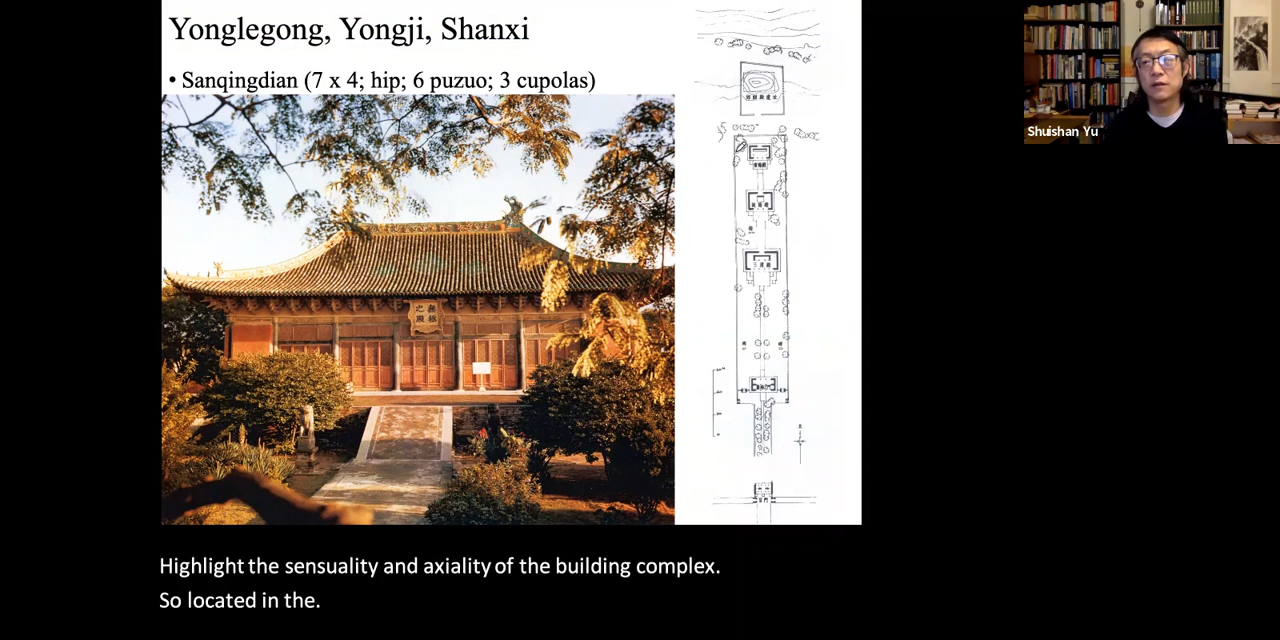 Yonglegong, Yongji, Shanxi
• Sanqingdian (7 x 4; hip; 6 puzuo; 3 cupolas)
Shuishan Yu
Highlight the sensuality and axiality of the building complex.
So located in the.